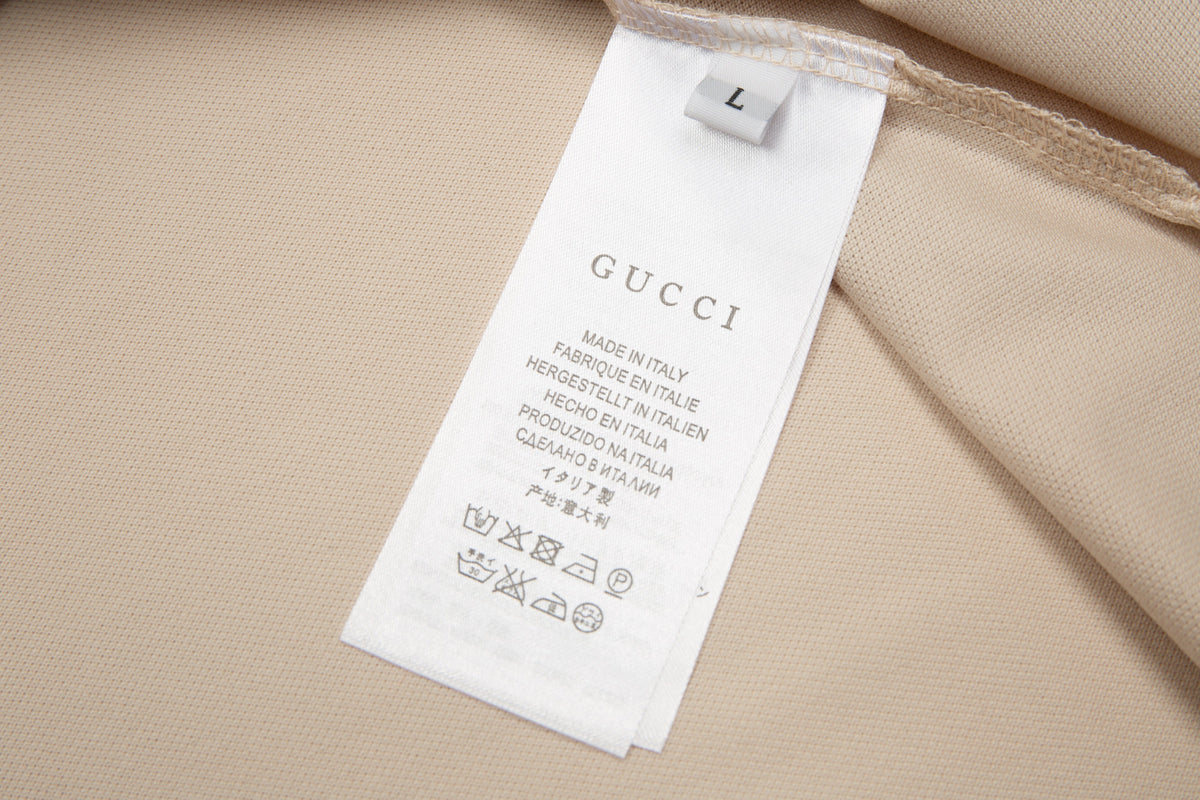 L
GUCCI
MADE IN ITALY
FABRIQUE EN ITALIE
HERGESTELLT IN ITALIEN
HECHO EN ITALIA
PRODUZIDO NA ITALIA
СДЕЛАНО В ИТАЛИИ
イタリア製
产地:意大利
P
30